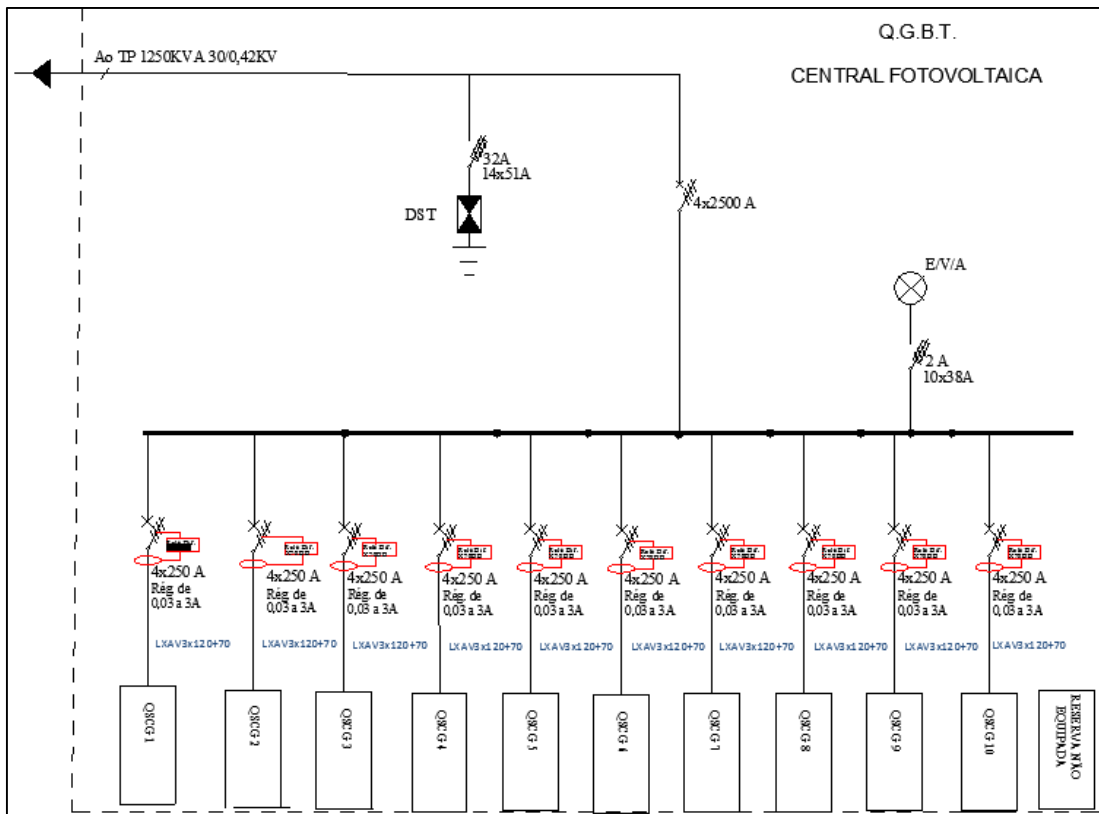 Q.G.B.T.
CENTRAL FOTOVOLTAICA
Ao TP 1250KVA 30/0,42KV
32A
14x51A
DST
4x2500 A
E/V/A
2 A
10x38A
4x250 A
Rég. de
0,03 a 3A
LXAV3x120+70
QSCG 1
4x250 A
Rég. de
0,03 a 3A
LXAV3x120+70
QSCG 2
4x250 A
Rég. de
0,03 a 3A
LXAV3x120+70
QSCG 3
4x250 A
Rég. de
0,03 a 3A
LXAV3x120+70
QSCG 4
4x250 A
Rég. de
0,03 a 3A
LXAV3x120+70
QSCG 5
4x250 A
Rég. de
0,03 a 3A
LXAV3x120+70
QSCG 6
4x250 A
Rég. de
0,03 a 3A
LXAV3x120+70
QSCG 7
4x250 A
Rég. de
0,03 a 3A
LXAV3x120+70
QSCG 8
4x250 A
Rég. de
0,03 a 3A
LXAV3x120+70
QSCG 9
4x250 A
Rég. de
0,03 a 3A
LXAV3x120+70
QSCG 10
RESERVA NÃO
EQUIPADA